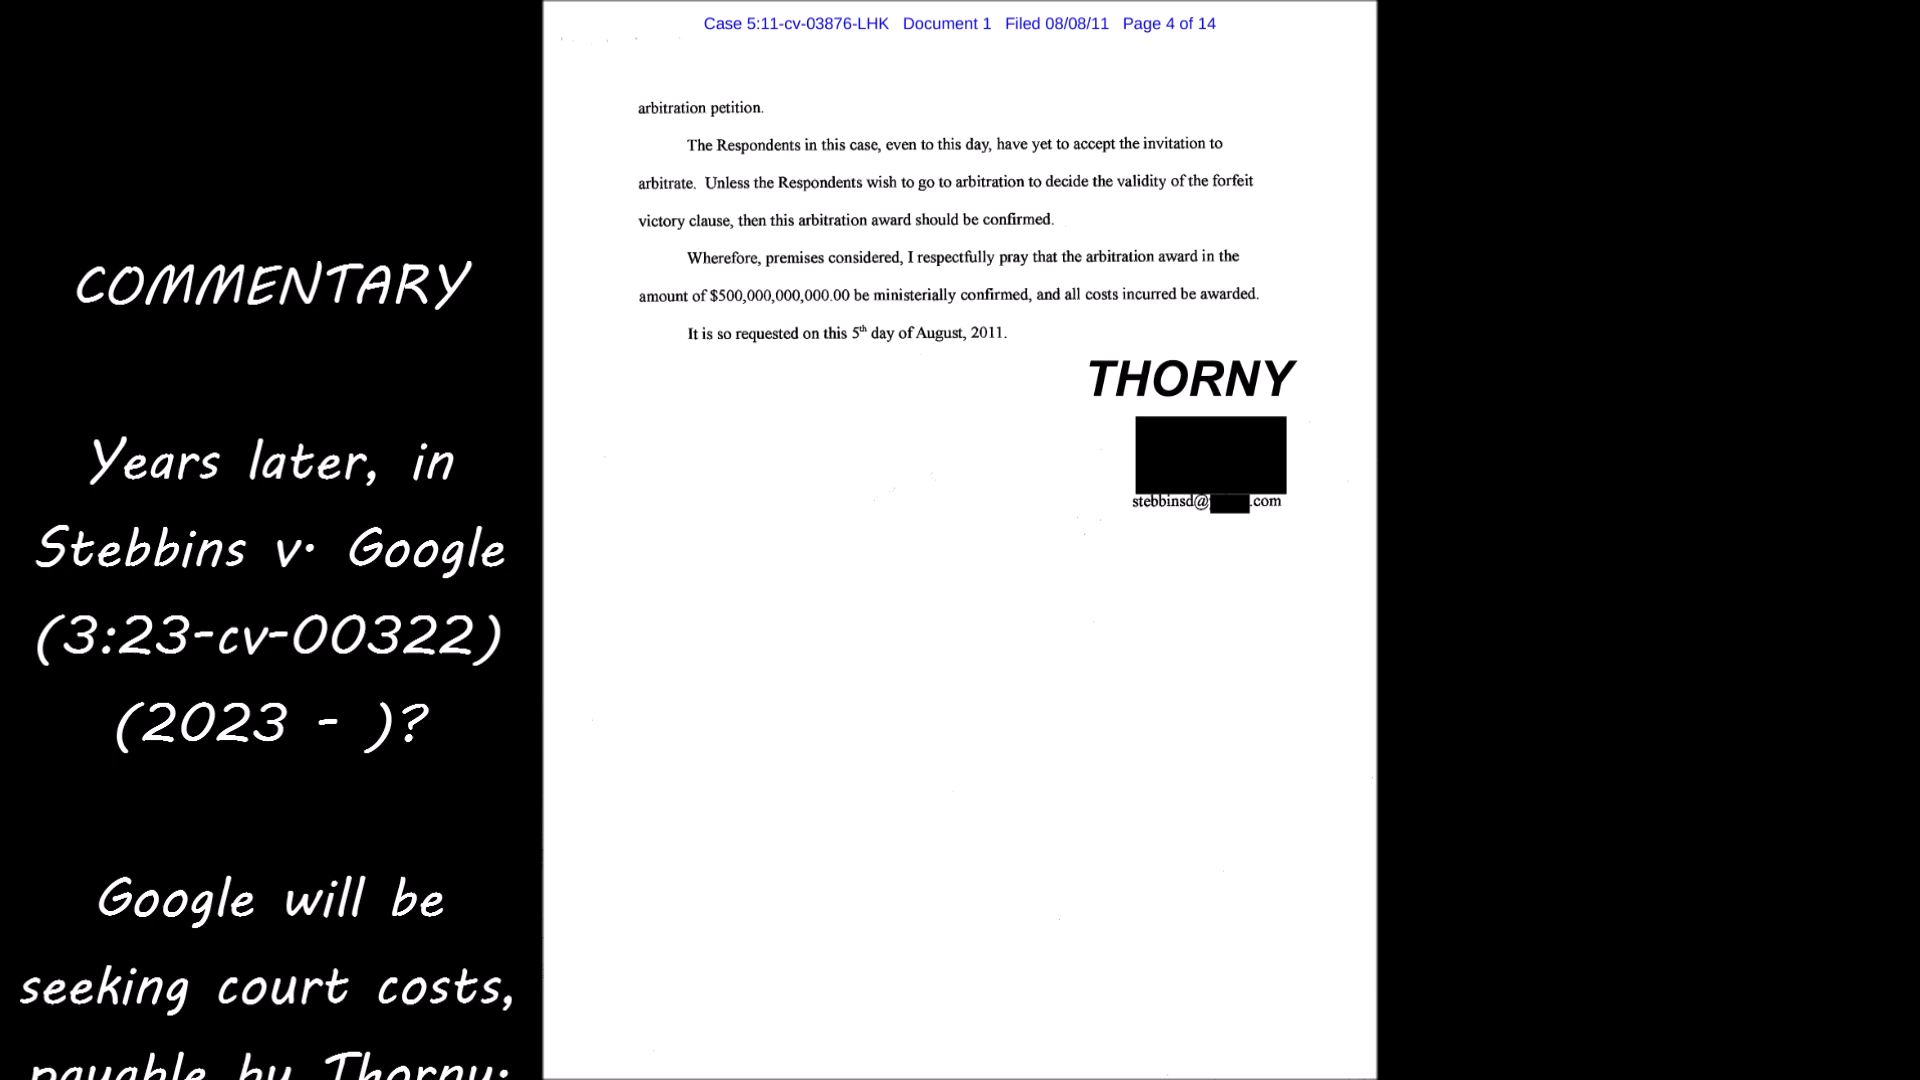 COMMENTARY
Years later, in
Stebbins v. Google
(3:23-cv-00322)
(2023 - )?
Google will be
seeking court costs,
payable by Thorny.
Case 5:11-cv-03876-LHK Document 1 Filed 08/08/11 Page 4 of 14
arbitration petition.
The Respondents in this case, even to this day, have yet to accept the invitation to
arbitrate. Unless the Respondents wish to go to arbitration to decide the validity of the forfeit
victory clause, then this arbitration award should be confirmed.
Wherefore, premises considered, I respectfully pray that the arbitration award in the
amount of $500,000,000,000.00 be ministerially confirmed, and all costs incurred be awarded.
It is so requested on this 5th day of August, 2011.
THORNY
stebbinsd@ .com